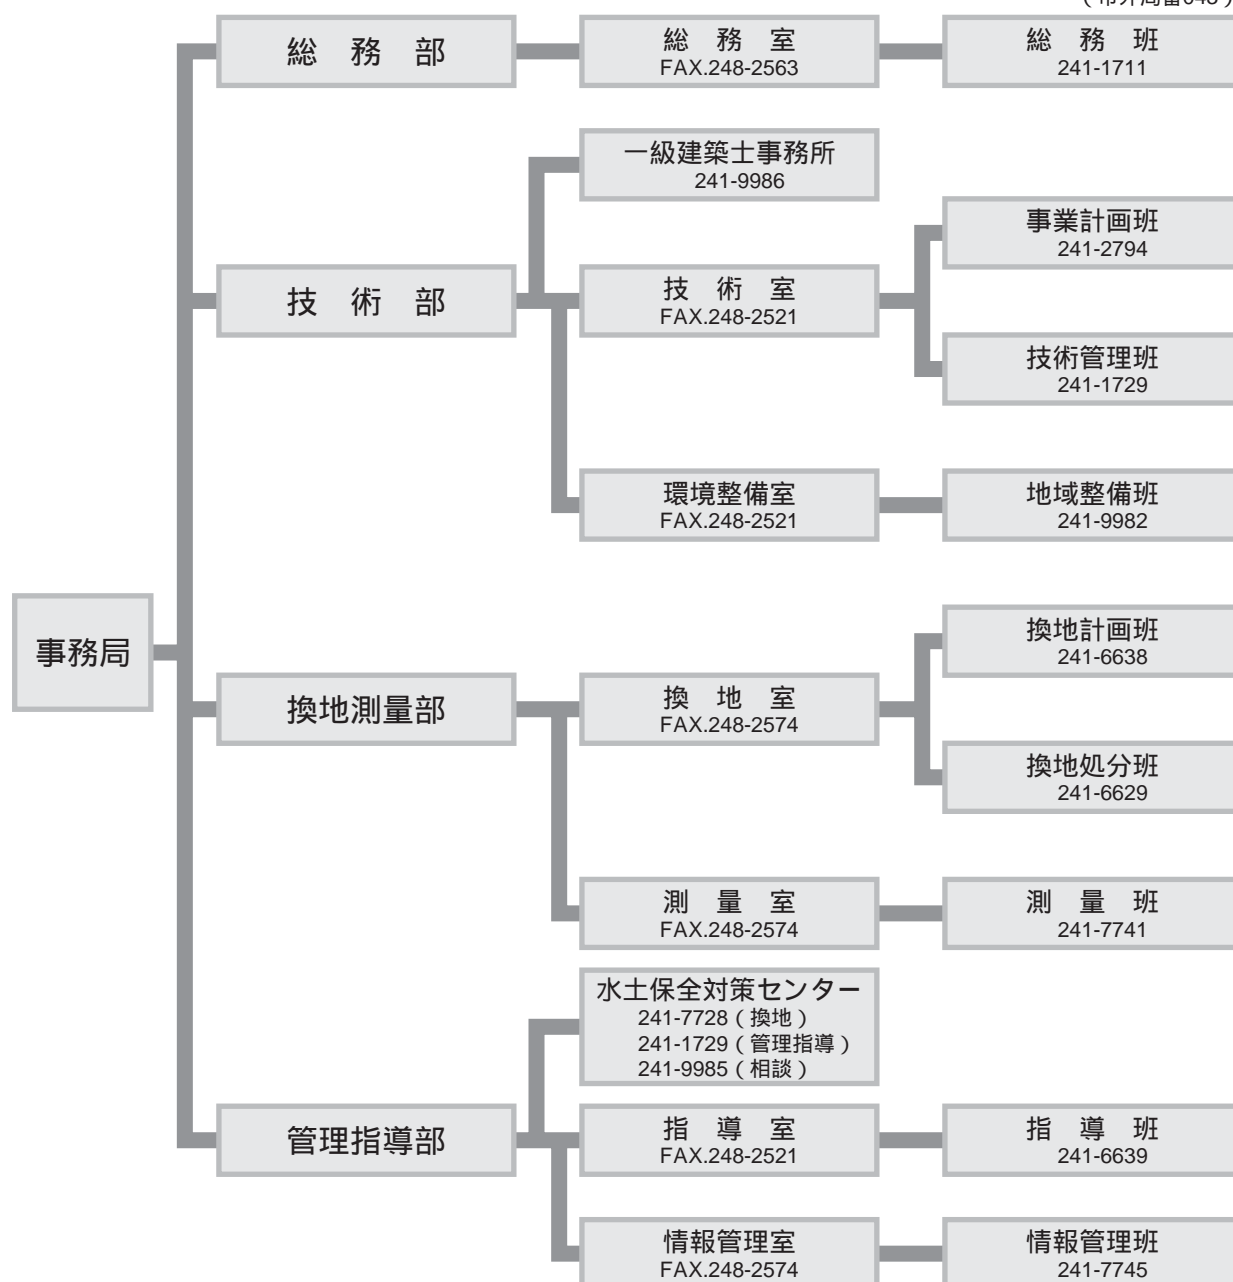 総 務 部
総 務 室
FAX.248-2563
総 務 班
241-1711
一級建築士事務所
241-9986
事業計画班
241-2794
技 術 部
技 術 室
FAX.248-2521
技術管理班
241-1729
環境整備室
FAX.248-2521
地域整備班
241-9982
事務局
換地計画班
241-6638
換地測量部
換 地 室
FAX.248-2574
換地処分班
241-6629
測 量 室
FAX.248-2574
測 量 班
241-7741
水土保全対策センター
241-7728（換地）
241-1729（管理指導）
241-9985（相談）
管理指導部
指 導 室
FAX.248-2521
指 導 班
241-6639
情報管理室
FAX.248-2574
情報管理班
241-7745